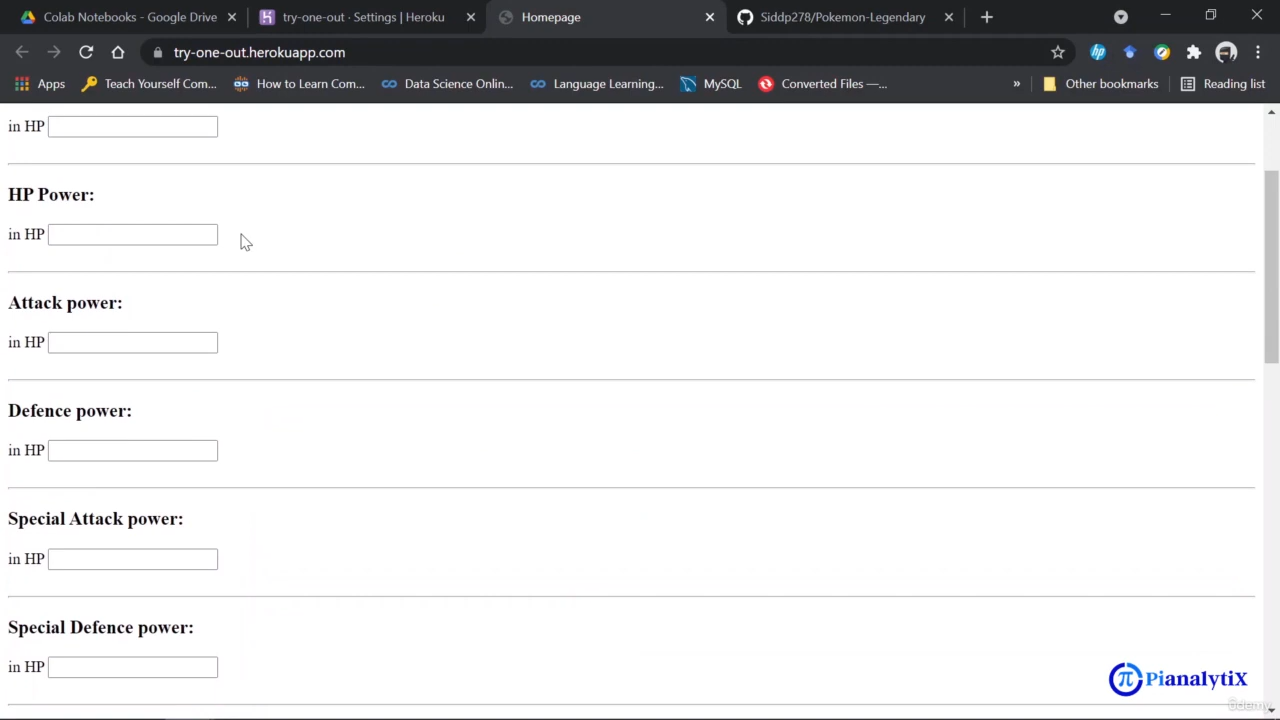 Colab Notebooks - Google Drive
try-one-out · Settings | Heroku
Homepage
Siddp278/Pokemon-Legendary
try-one-out.herokuapp.com
Apps
Teach Yourself Com...
How to Learn Com...
Data Science Onlin...
Language Learning...
MySQL
Converted Files —...
»
Other bookmarks
Reading list
in HP
HP Power:
in HP
Attack power:
in HP
Defence power:
in HP
Special Attack power:
in HP
Special Defence power:
in HP
PianalytiX
ûdemy